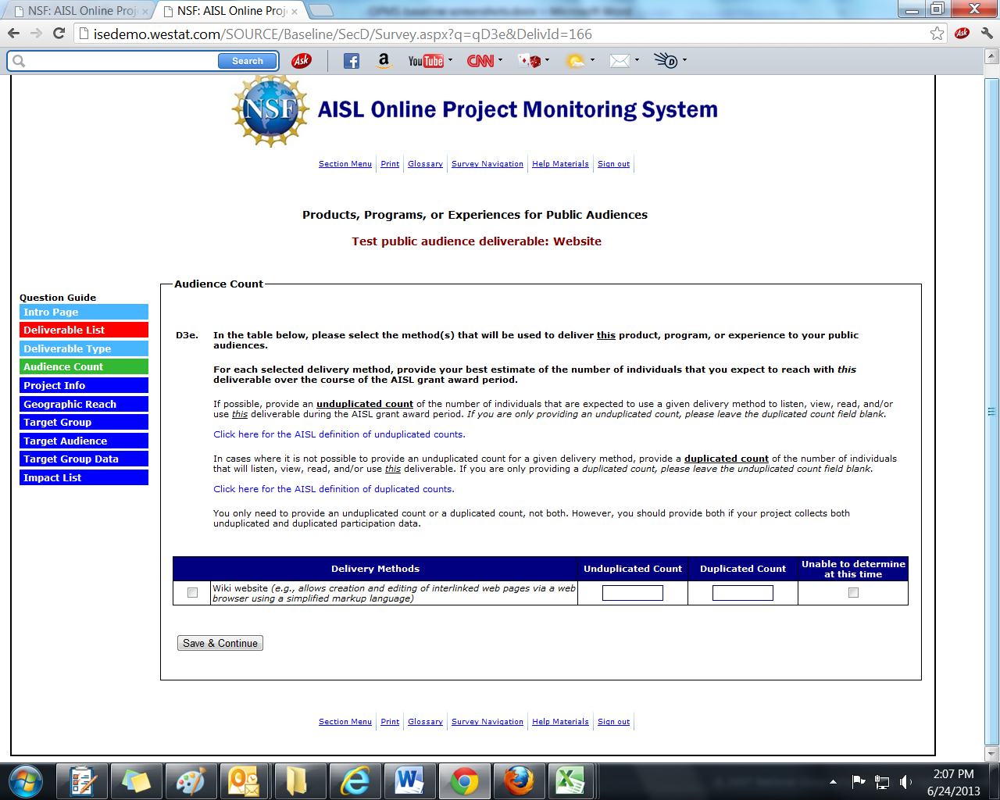 NSF: AISL Online Proj
NSF: AISL Online Proj
isedemo.westat.com/SOURCE/Baseline/SecD/Survey.aspx?q=qD3e&DelivId=166
Search
Ask
YouTube
CNN
NSF
AISL Online Project Monitoring System
Section Menu Print Glossary Survey Navigation Help Materials Sign out
Products, Programs, or Experiences for Public Audiences
Test public audience deliverable: Website
Audience Count
Question Guide
Intro Page
Deliverable List
Deliverable Type
Audience Count
Project Info
Geographic Reach
Target Group
Target Audience
Target Group Data
Impact List
D3e. In the table below, please select the method(s) that will be used to deliver this product, program, or experience to your public
audiences.
For each selected delivery method, provide your best estimate of the number of individuals that you expect to reach with this
deliverable over the course of the AISL grant award period.
If possible, provide an unduplicated count of the number of individuals that are expected to use a given delivery method to listen, view, read, and/or
use this deliverable during the AISL grant award period. If you are only providing an unduplicated count, please leave the duplicated count field blank.
Click here for the AISL definition of unduplicated counts.
In cases where it is not possible to provide an unduplicated count for a given delivery method, provide a duplicated count of the number of individuals
that will listen, view, read, and/or use this deliverable. If you are only providing a duplicated count, please leave the unduplicated count field blank.
Click here for the AISL definition of duplicated counts.
You only need to provide an unduplicated count or a duplicated count, not both. However, you should provide both if your project collects both
unduplicated and duplicated participation data.
Delivery Methods Unduplicated Count Duplicated Count Unable to determine
at this time
Wiki website (e.g., allows creation and editing of interlinked web pages via a web
browser using a simplified markup language)
Save & Continue
Section Menu Print Glossary Survey Navigation Help Materials Sign out
2:07 PM
6/24/2013